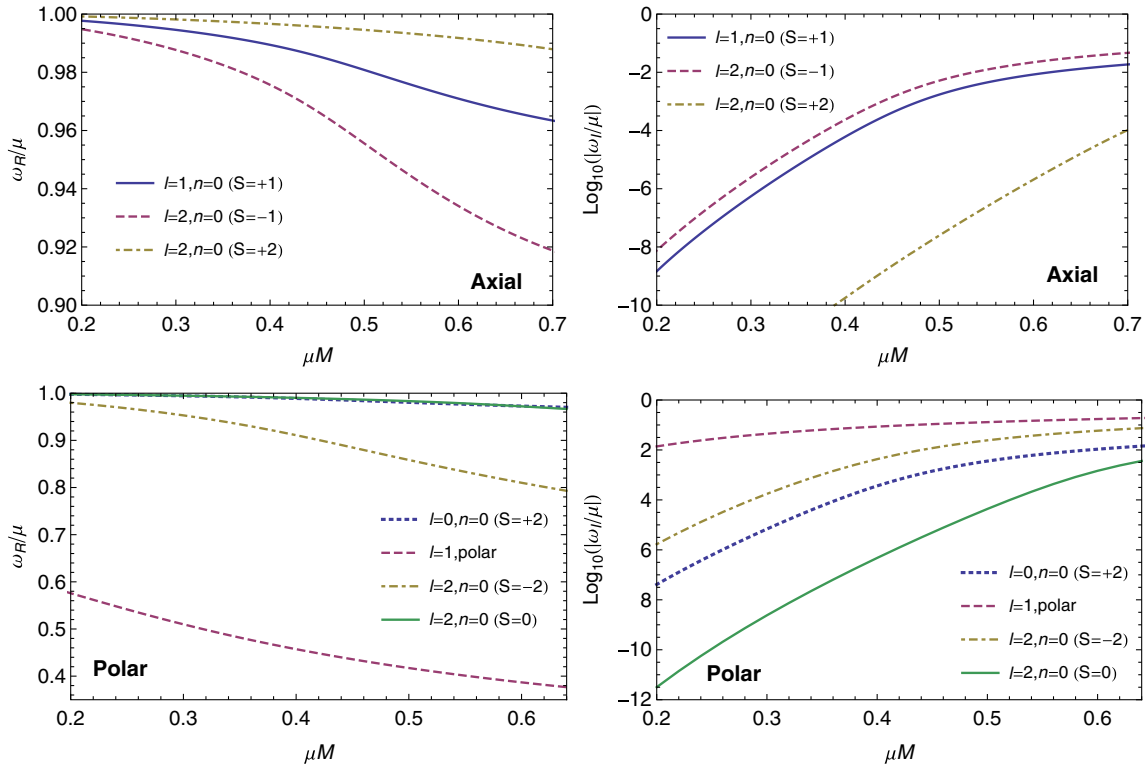 1.00
0.98
0.96
0.94
0.92
0.90
ω_R/μ
l=1,n=0 (S=+1)
l=2,n=0 (S=−1)
l=2,n=0 (S=+2)
Axial
0.2 0.3 0.4 0.5 0.6 0.7
μM
0
−2
−4
−6
−8
−10
Log₁₀(|ω_I/μ|)
l=1,n=0 (S=+1)
l=2,n=0 (S=−1)
l=2,n=0 (S=+2)
Axial
0.2 0.3 0.4 0.5 0.6 0.7
μM
1.0
0.9
0.8
0.7
0.6
0.5
0.4
ω_R/μ
l=0,n=0 (S=+2)
l=1,polar
l=2,n=0 (S=−2)
l=2,n=0 (S=0)
Polar
0.2 0.3 0.4 0.5 0.6
μM
0
2
4
6
8
−10
−12
Log₁₀(|ω_I/μ|)
l=0,n=0 (S=+2)
l=1,polar
l=2,n=0 (S=−2)
l=2,n=0 (S=0)
Polar
0.2 0.3 0.4 0.5 0.6
μM